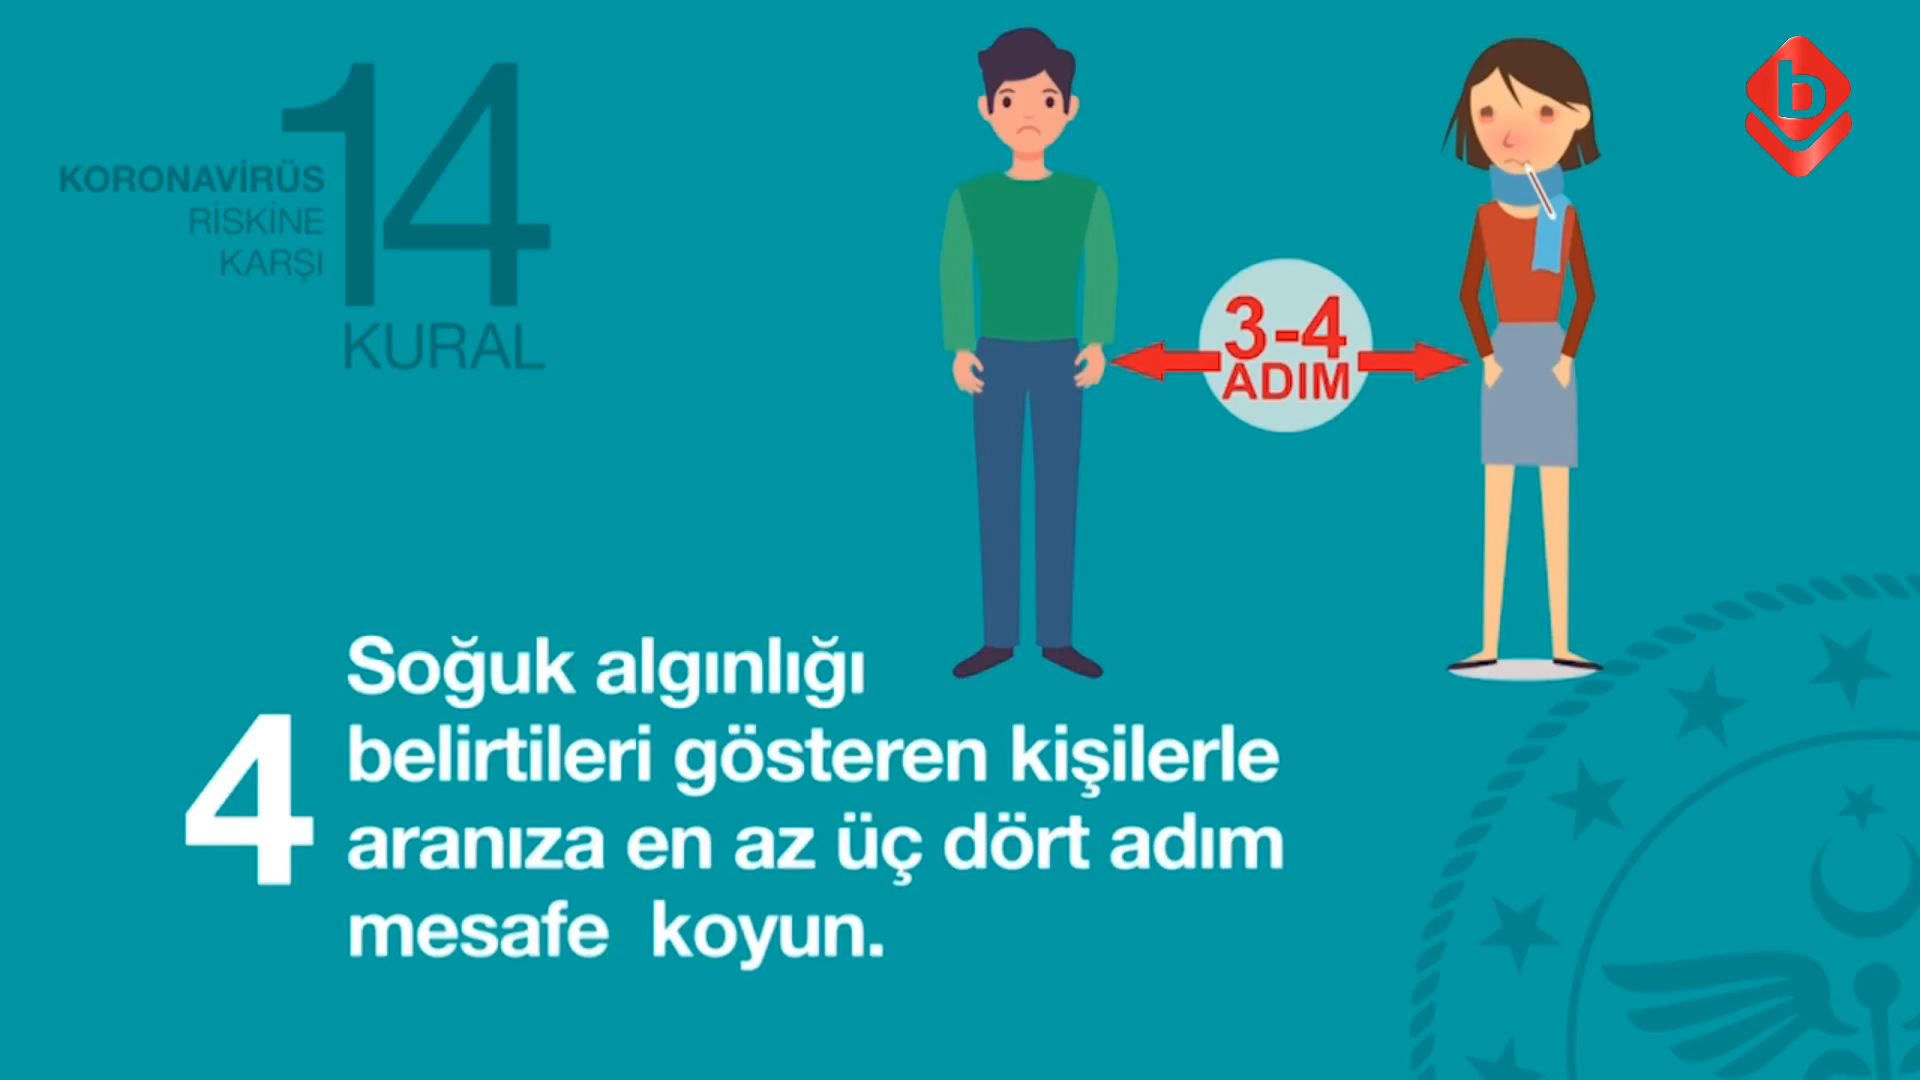 14
KORONAVİRÜS
RİSKİNE
KARŞI
KURAL
b
3-4
ADIM
4
Soğuk algınlığı
belirtileri gösteren kişilerle
aranıza en az üç dört adım
mesafe koyun.